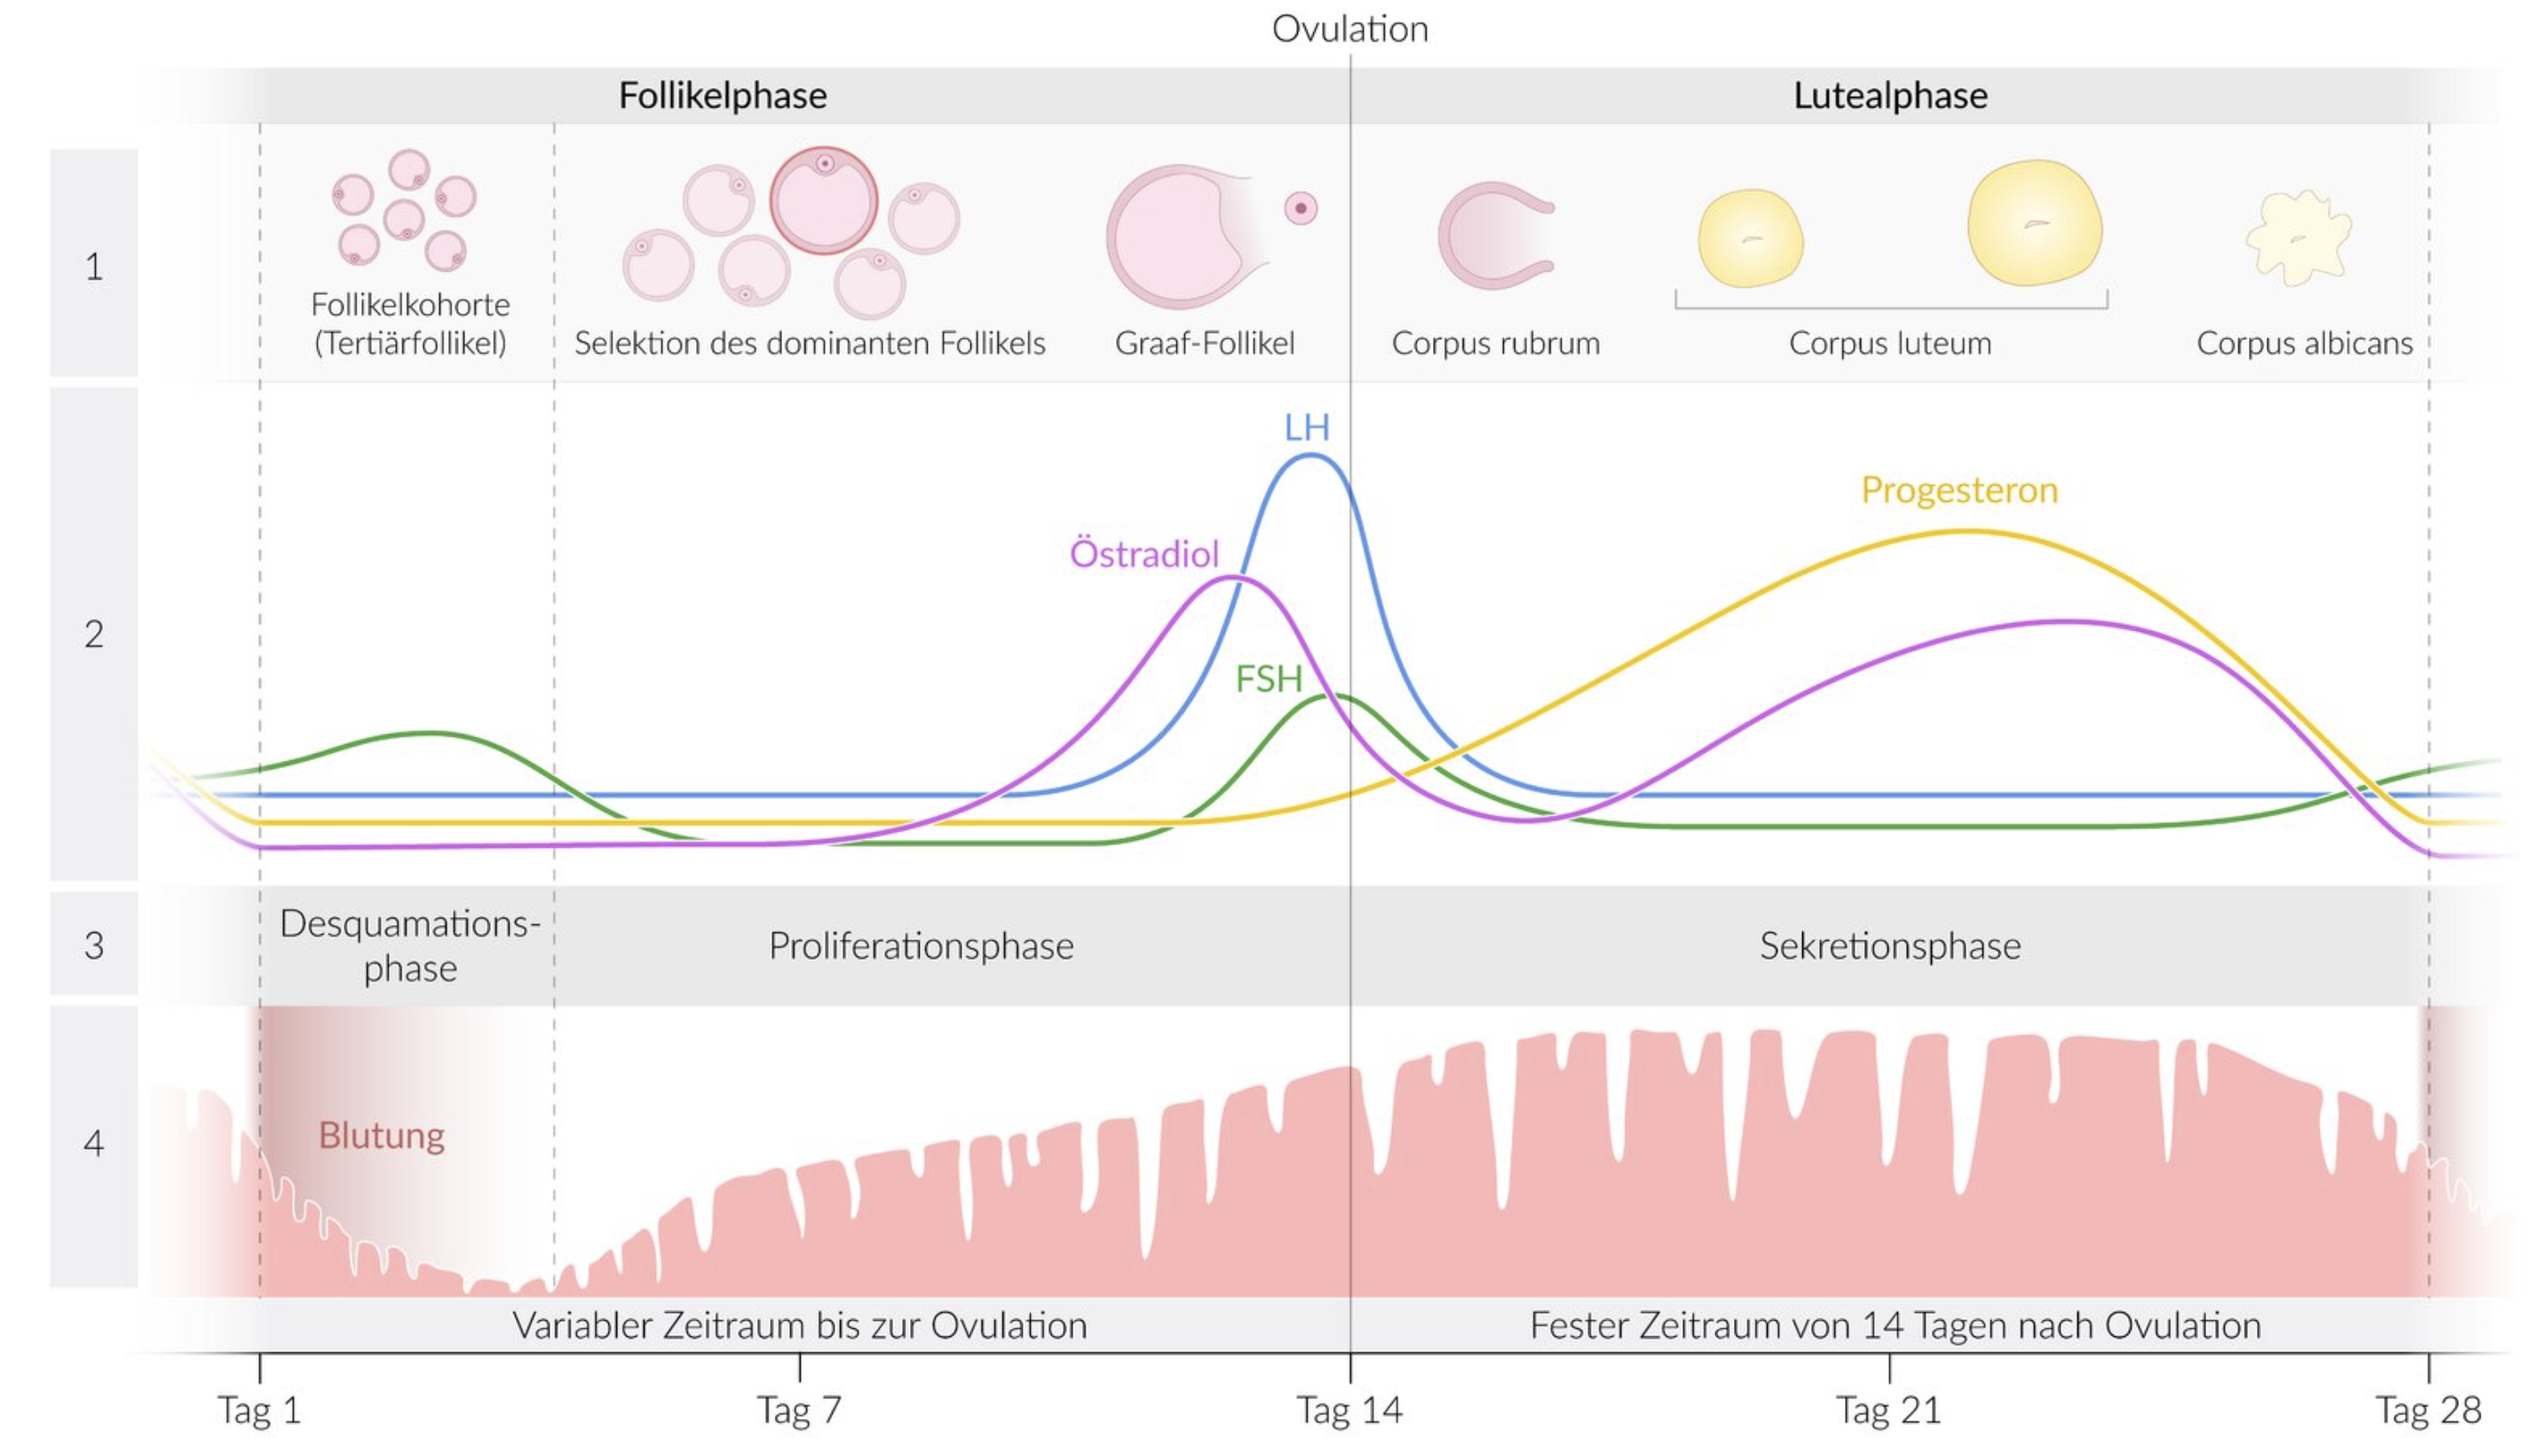 Ovulation
Follikelphase
Lutealphase
1
Follikelkohorte
(Tertiärfollikel)
Selektion des dominanten Follikels
Graaf-Follikel
Corpus rubrum
Corpus luteum
Corpus albicans
2
LH
Östradiol
FSH
Progesteron
3
Desquamations-
phase
Proliferationsphase
Sekretionsphase
4
Blutung
Variabler Zeitraum bis zur Ovulation
Fester Zeitraum von 14 Tagen nach Ovulation
Tag 1
Tag 7
Tag 14
Tag 21
Tag 28